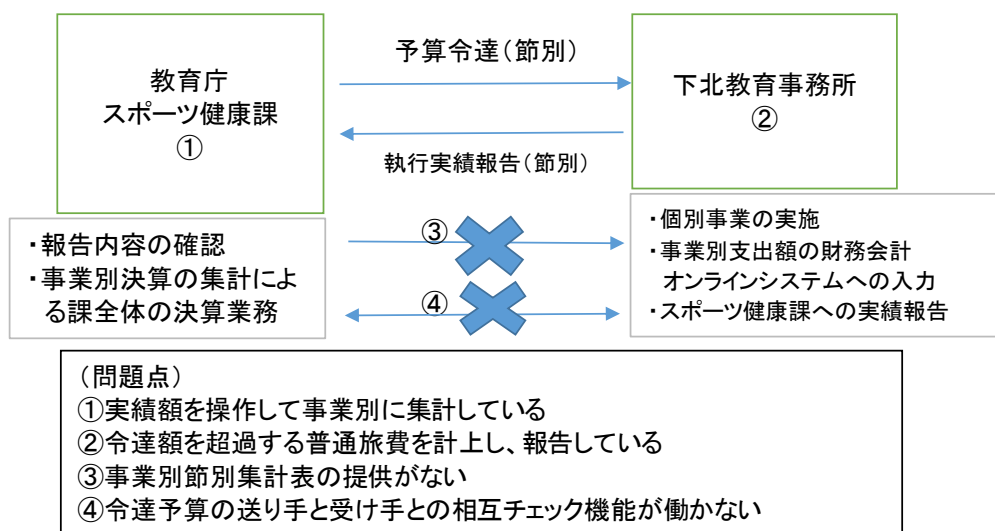 教育庁
スポーツ健康課
①
予算令達(節別)
執行実績報告(節別)
下北教育事務所
②
・報告内容の確認
・事業別決算の集計によ
る課全体の決算業務
③
④
・個別事業の実施
・事業別支出額の財務会計
オンラインシステムへの入力
・スポーツ健康課への実績報告
(問題点)
①実績額を操作して事業別に集計している
②令達額を超過する普通旅費を計上し、報告している
③事業別節別集計表の提供がない
④令達予算の送り手と受け手との相互チェック機能が働かない